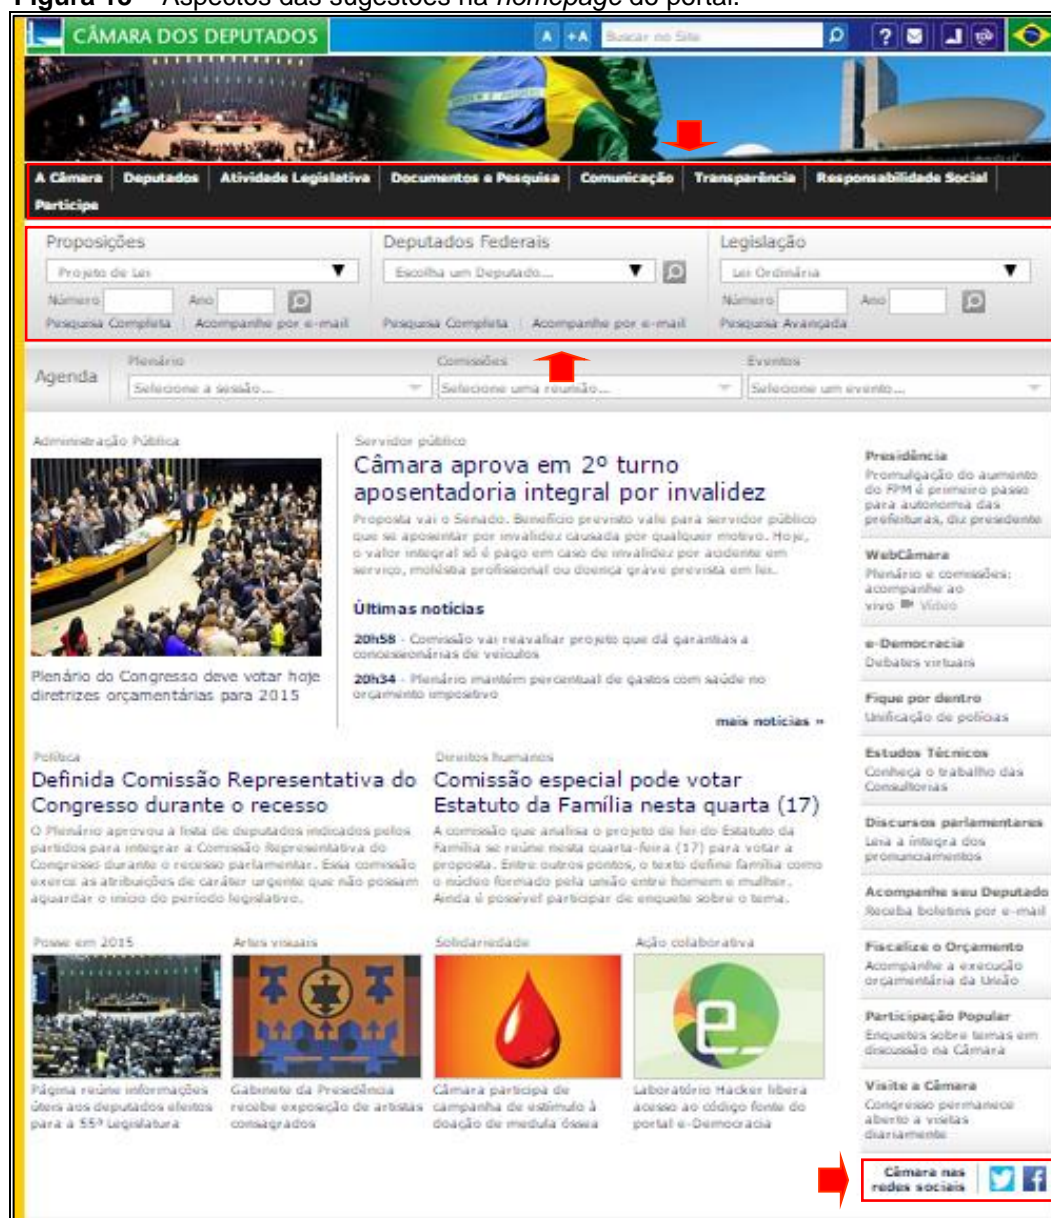 Figura 18 – Aspectos das sugestões na homepage do portal.
CÂMARA DOS DEPUTADOS
A +A Buscar no Site
?
A Câmara Deputados Atividade Legislativa Documentos e Pesquisa Comunicação Transparência Responsabilidade Social
Participe
Proposições Deputados Federais Legislação
Projeto de Lei Escolha um Deputado... Lei Ordinária
Número Ano Número Ano
Pesquisa Completa | Acompanhe por e-mail Pesquisa Completa | Acompanhe por e-mail Pesquisa Avançada
Agenda
Plenário Comissões Eventos
Selecione a sessão... Selecione uma reunião... Selecione um evento...
Administração Pública
Plenário do Congresso deve votar hoje
diretrizes orçamentárias para 2015
Servidor público
Câmara aprova em 2º turno
aposentadoria integral por invalidez
Proposta vai o Senado. Benefício previsto vale para servidor público
que se aposentar por invalidez causada por qualquer motivo. Hoje,
o valor integral só é pago em caso de invalidez por acidente em
serviço, moléstia profissional ou doença grave prevista em lei.
Últimas notícias
20h58 - Comissão vai reavaliar projeto que dá garantias a
concessionárias de veículos
20h34 - Plenário mantém percentual de gastos com saúde no
orçamento impositivo
mais notícias »
Política
Definida Comissão Representativa do
Congresso durante o recesso
O Plenário aprovou a lista de deputados indicados pelos
partidos para integrar a Comissão Representativa do
Congresso durante o recesso parlamentar. Essa comissão
exerce as atribuições de caráter urgente que não possam
aguardar o início do período legislativo.
Direitos humanos
Comissão especial pode votar
Estatuto da Família nesta quarta (17)
A comissão que analisa o projeto de lei do Estatuto da
Família se reúne nesta quarta-feira (17) para votar a
proposta. Entre outros pontos, o texto define família como
o núcleo formado pela união entre homem e mulher.
Ainda é possível participar de enquete sobre o tema.
Posse em 2015
Página reúne informações
úteis aos deputados eleitos
para a 55ª Legislatura
Artes visuais
Gabinete da Presidência
recebe exposição de artistas
consagrados
Solidariedade
Câmara participa de
campanha de estímulo à
doação de medula óssea
Ação colaborativa
e
Laboratório Hacker libera
acesso ao código fonte do
portal e-Democracia
Presidência
Promulgação do aumento
do FPM é primeiro passo
para autonomia das
prefeituras, diz presidente
WebCâmara
Plenário e comissões:
acompanhe ao
vivo Vídeo
e-Democracia
Debates virtuais
Fique por dentro
Unificação de polícias
Estudos Técnicos
Conheça o trabalho das
Consultorias
Discursos parlamentares
Leia a íntegra dos
pronunciamentos
Acompanhe seu Deputado
Receba boletins por e-mail
Fiscalize o Orçamento
Acompanhe a execução
orçamentária da União
Participação Popular
Enquetes sobre temas em
discussão na Câmara
Visite a Câmara
Congresso permanece
aberto a visitas
diariamente
Câmara nas
redes sociais
f